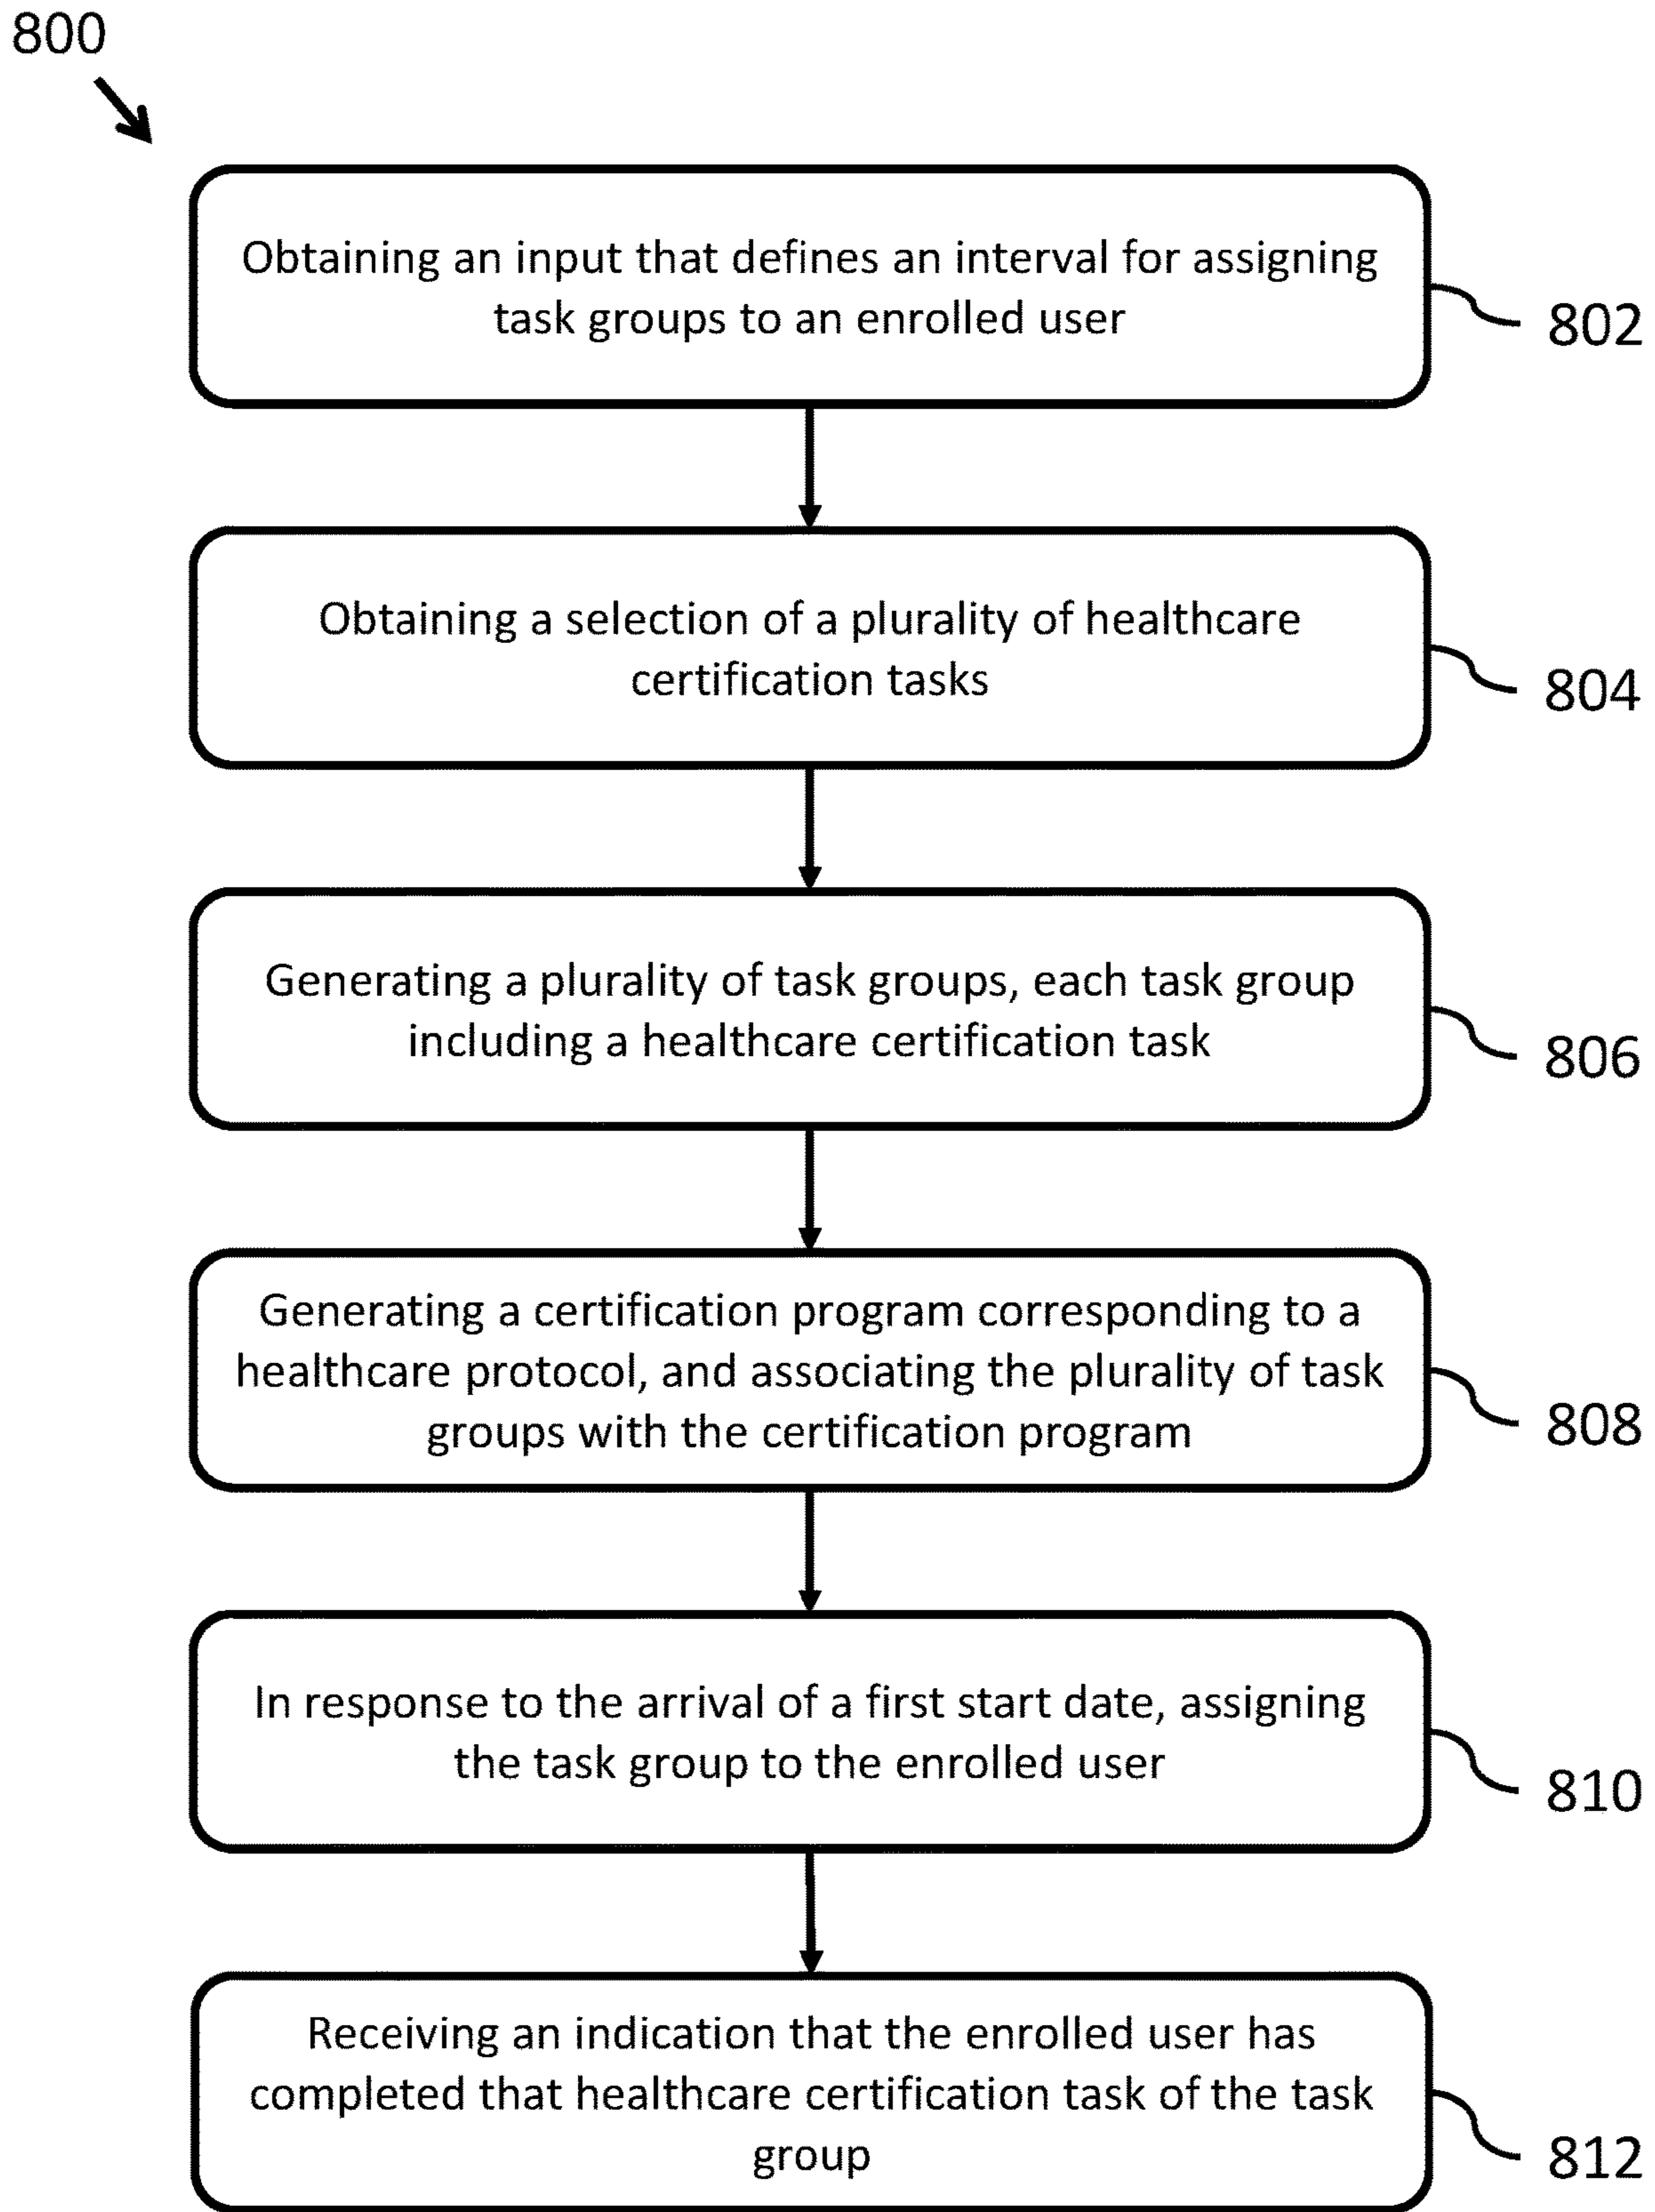 800
Obtaining an input that defines an interval for assigning
task groups to an enrolled user
802
Obtaining a selection of a plurality of healthcare
certification tasks
804
Generating a plurality of task groups, each task group
including a healthcare certification task
806
Generating a certification program corresponding to a
healthcare protocol, and associating the plurality of task
groups with the certification program
808
In response to the arrival of a first start date, assigning
the task group to the enrolled user
810
Receiving an indication that the enrolled user has
completed that healthcare certification task of the task
group
812